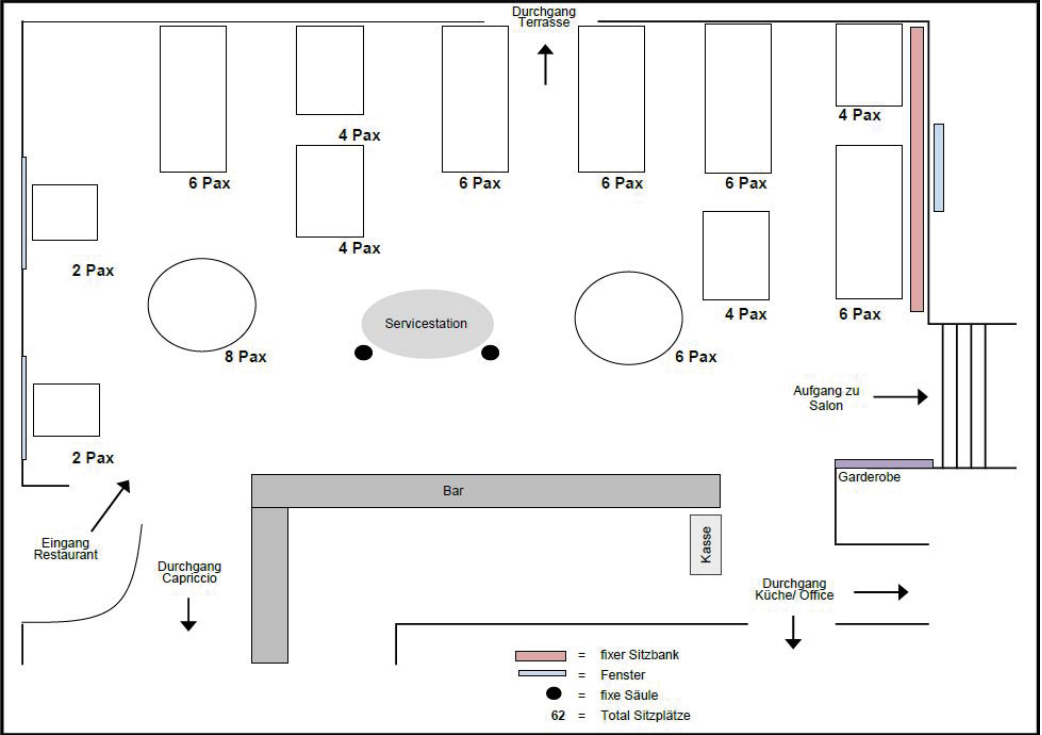 Durchgang
Terrasse
4 Pax
4 Pax
6 Pax
6 Pax
6 Pax
6 Pax
4 Pax
2 Pax
4 Pax
6 Pax
Servicestation
8 Pax
6 Pax
Aufgang zu
Salon
2 Pax
Garderobe
Bar
Kasse
Eingang
Restaurant
Durchgang
Capriccio
Durchgang
Küche/ Office
= fixer Sitzbank
= Fenster
= fixe Säule
62 = Total Sitzplätze